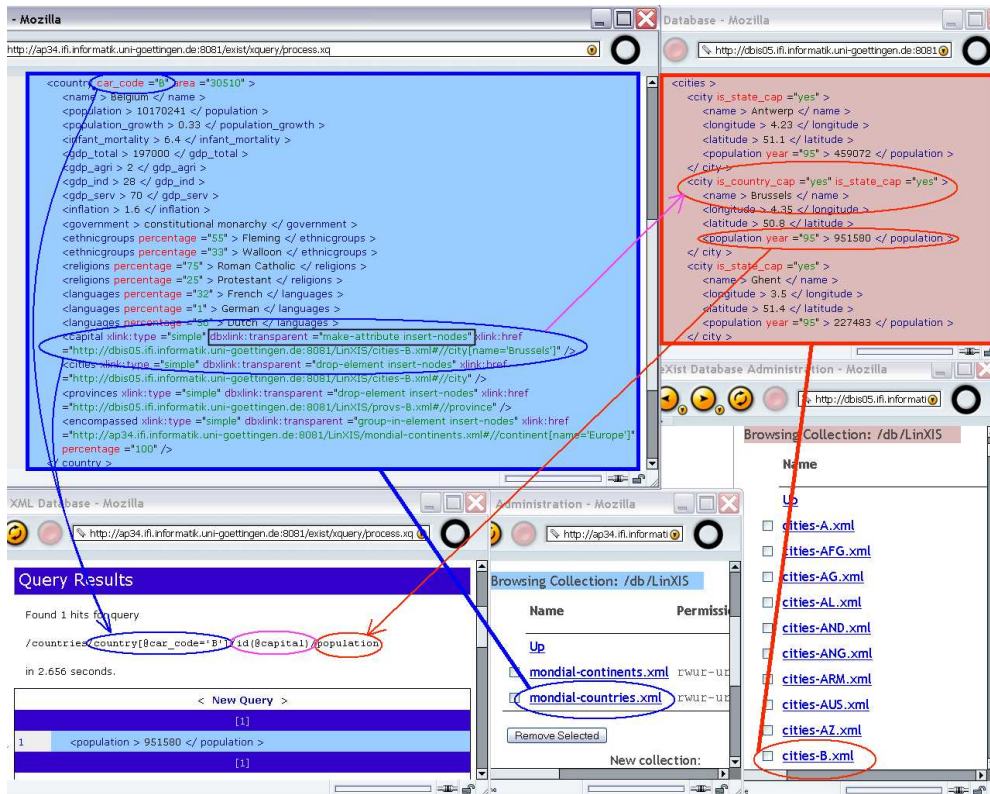 - Mozilla
http://ap34.ifi.informatik.uni-goettingen.de:8081/exist/xquery/process.xq
<country car_code ="B" area ="30510" >
<name > Belgium </ name >
<population > 10170241 </ population >
<population_growth > 0.33 </ population_growth >
<infant_mortality > 6.4 </ infant_mortality >
<gdp_total > 197000 </ gdp_total >
<gdp_agri > 2 </ gdp_agri >
<gdp_ind > 28 </ gdp_ind >
<gdp_serv > 70 </ gdp_serv >
<inflation > 1.6 </ inflation >
<government > constitutional monarchy </ government >
<ethnicgroups percentage ="55" > Fleming </ ethnicgroups >
<ethnicgroups percentage ="33" > Walloon </ ethnicgroups >
<religions percentage ="75" > Roman Catholic </ religions >
<religions percentage ="25" > Protestant </ religions >
<languages percentage ="32" > French </ languages >
<languages percentage ="1" > German </ languages >
<languages percentage > Dutch </ languages >
<capital xlink:type ="simple" dbxlink:transparent ="make-attribute insert-nodes" xlink:href
="http://dbis05.ifi.informatik.uni-goettingen.de:8081/LinXIS/cities-B.xml#//city[name='Brussels']" />
<cities xlink:type ="simple" dbxlink:transparent ="drop-element insert-nodes" xlink:href
="http://dbis05.ifi.informatik.uni-goettingen.de:8081/LinXIS/cities-B.xml#//city" />
<provinces xlink:type ="simple" dbxlink:transparent ="drop-element insert-nodes" xlink:href
="http://dbis05.ifi.informatik.uni-goettingen.de:8081/LinXIS/provs-B.xml#//province" />
<encompassed xlink:type ="simple" dbxlink:transparent ="group-in-element insert-nodes" xlink:href
="http://ap34.ifi.informatik.uni-goettingen.de:8081/LinXIS/mondial-continents.xml#//continent[name='Europe']"
percentage ="100" />
</ country >
Database - Mozilla
http://dbis05.ifi.informatik.uni-goettingen.de:8081
<cities >
<city is_state_cap ="yes" >
<name > Antwerp </ name >
<longitude > 4.23 </ longitude >
<latitude > 51.1 </ latitude >
<population year ="95" > 459072 </ population >
</ city >
<city is_country_cap ="yes" is_state_cap ="yes" >
<name > Brussels </ name >
<longitude > 4.35 </ longitude >
<latitude > 50.8 </ latitude >
<population year ="95" > 951580 </ population >
</ city >
<city is_state_cap ="yes" >
<name > Ghent </ name >
<longitude > 3.5 </ longitude >
<latitude > 51.4 </ latitude >
<population year ="95" > 227483 </ population >
</ city >
eXist Database Administration - Mozilla
http://dbis05.ifi.informati
Browsing Collection: /db/LinXIS
Name
Up
cities-A.xml
cities-AFG.xml
cities-AG.xml
cities-AL.xml
cities-AND.xml
cities-ANG.xml
cities-ARM.xml
cities-AUS.xml
cities-AZ.xml
cities-B.xml
XML Database - Mozilla
http://ap34.ifi.informatik.uni-goettingen.de:8081/exist/xquery/process.xq
Query Results
Found 1 hits for query
/countries/country[@car_code='B']/id(@capital)/population
in 2.656 seconds.
< New Query >
[1]
1 <population > 951580 </ population >
[1]
Administration - Mozilla
http://ap34.ifi.informati
Browsing Collection: /db/LinXIS
Name Permissi
Up
mondial-continents.xml rwur-ur
mondial-countries.xml rwur-ur
Remove Selected
New collection: